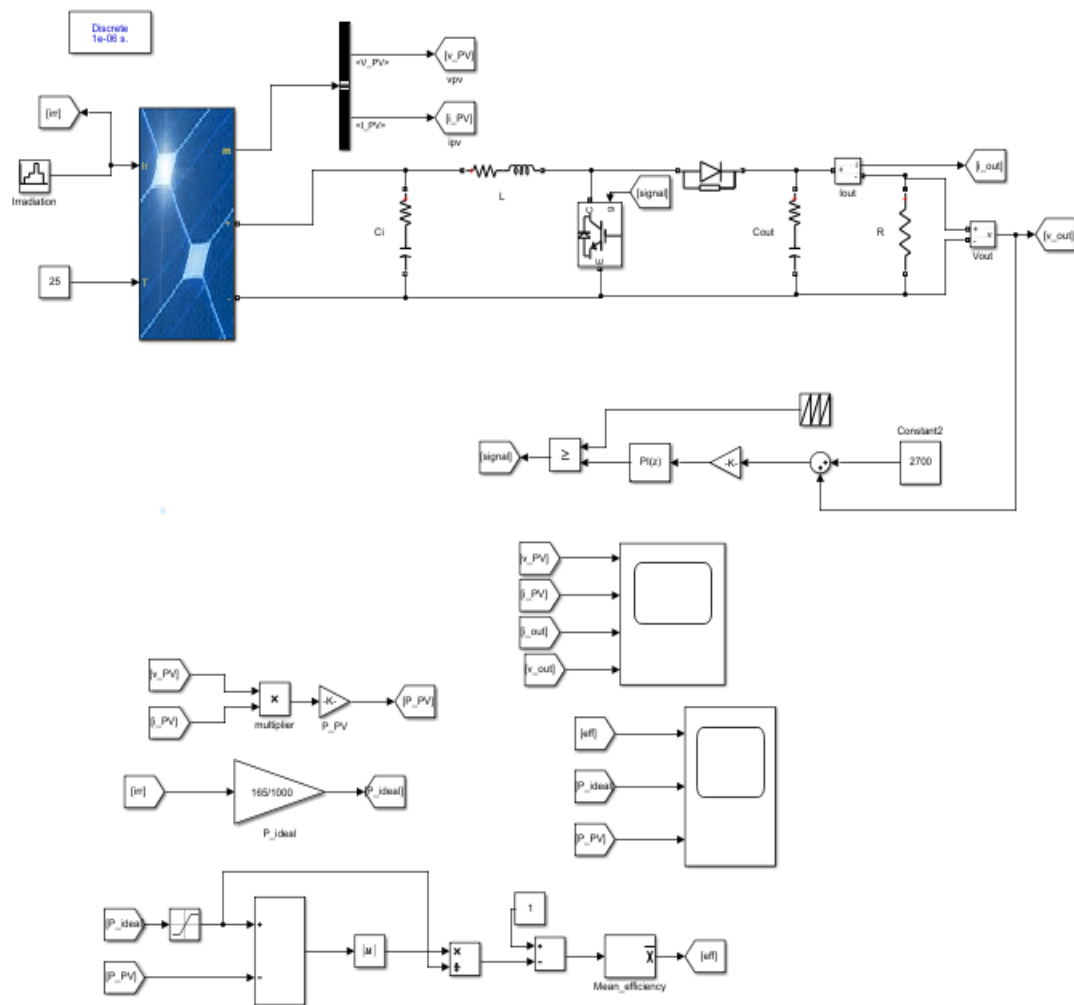 Discrete
1e-06 s.
<V_PV>
[v_PV]
vpv
[irr]
m
Ir
<I_PV>
[i_PV]
ipv
Irradiation
L
[signal]
g
C
E
Ci
Cout
+
-
Iout
[i_out]
R
+
-
v
Vout
[v_out]
+
-
25
T
Constant2
[signal]
≥
PI(z)
-K-
++
2700
[v_PV]
[i_PV]
[i_out]
[v_out]
[v_PV]
[i_PV]
×
multiplier
-K-
P_PV
[P_PV]
[eff]
[P_ideal]
[P_PV]
[irr]
165/1000
P_ideal
[P_ideal]
1
[P_ideal]
+
[P_PV]
−
|u|
×
÷
+
−
x
Mean_efficiency
[eff]